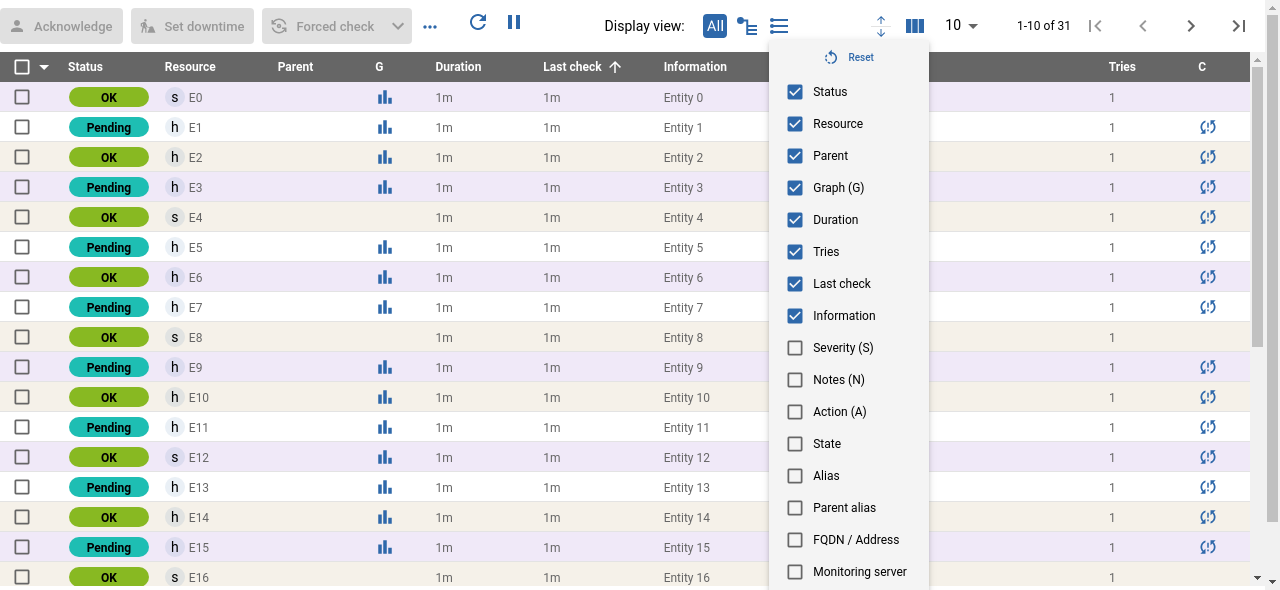 Acknowledge Set downtime Forced check Display view: All 10 1-10 of 31
Reset
Status Resource Parent G Duration Last check Information Tries C
OK s E0 1m 1m Entity 0 1
Pending h E1 1m 1m Entity 1 1
OK h E2 1m 1m Entity 2 1
Pending h E3 1m 1m Entity 3 1
OK s E4 1m 1m Entity 4 1
Pending h E5 1m 1m Entity 5 1
OK h E6 1m 1m Entity 6 1
Pending h E7 1m 1m Entity 7 1
OK s E8 1m 1m Entity 8 1
Pending h E9 1m 1m Entity 9 1
OK h E10 1m 1m Entity 10 1
Pending h E11 1m 1m Entity 11 1
OK s E12 1m 1m Entity 12 1
Pending h E13 1m 1m Entity 13 1
OK h E14 1m 1m Entity 14 1
Pending h E15 1m 1m Entity 15 1
OK s E16 1m 1m Entity 16 1
Status
Resource
Parent
Graph (G)
Duration
Tries
Last check
Information
Severity (S)
Notes (N)
Action (A)
State
Alias
Parent alias
FQDN / Address
Monitoring server